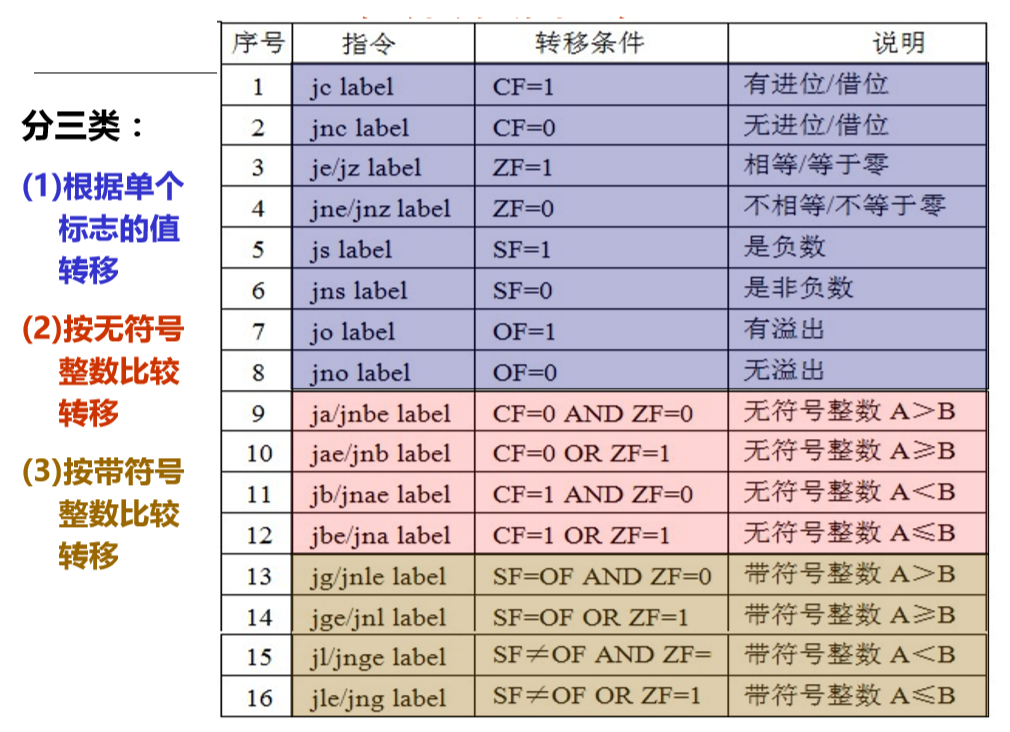 分三类：
(1)根据单个
标志的值
转移
(2)按无符号
整数比较
转移
(3)按带符号
整数比较
转移
序号 指令 转移条件 说明
1 jc label CF=1 有进位/借位
2 jnc label CF=0 无进位/借位
3 je/jz label ZF=1 相等/等于零
4 jne/jnz label ZF=0 不相等/不等于零
5 js label SF=1 是负数
6 jns label SF=0 是非负数
7 jo label OF=1 有溢出
8 jno label OF=0 无溢出
9 ja/jnbe label CF=0 AND ZF=0 无符号整数 A＞B
10 jae/jnb label CF=0 OR ZF=1 无符号整数 A≥B
11 jb/jnae label CF=1 AND ZF=0 无符号整数 A＜B
12 jbe/jna label CF=1 OR ZF=1 无符号整数 A≤B
13 jg/jnle label SF=OF AND ZF=0 带符号整数 A＞B
14 jge/jnl label SF=OF OR ZF=1 带符号整数 A≥B
15 jl/jnge label SF≠OF AND ZF= 带符号整数 A＜B
16 jle/jng label SF≠OF OR ZF=1 带符号整数 A≤B